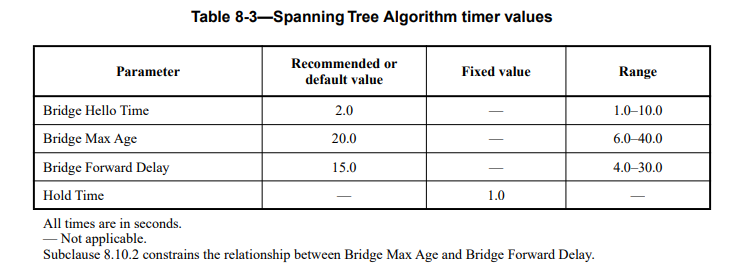 Table 8-3—Spanning Tree Algorithm timer values
Parameter Recommended or default value Fixed value Range
Bridge Hello Time 2.0 — 1.0–10.0
Bridge Max Age 20.0 — 6.0–40.0
Bridge Forward Delay 15.0 — 4.0–30.0
Hold Time — 1.0 —
All times are in seconds.
— Not applicable.
Subclause 8.10.2 constrains the relationship between Bridge Max Age and Bridge Forward Delay.